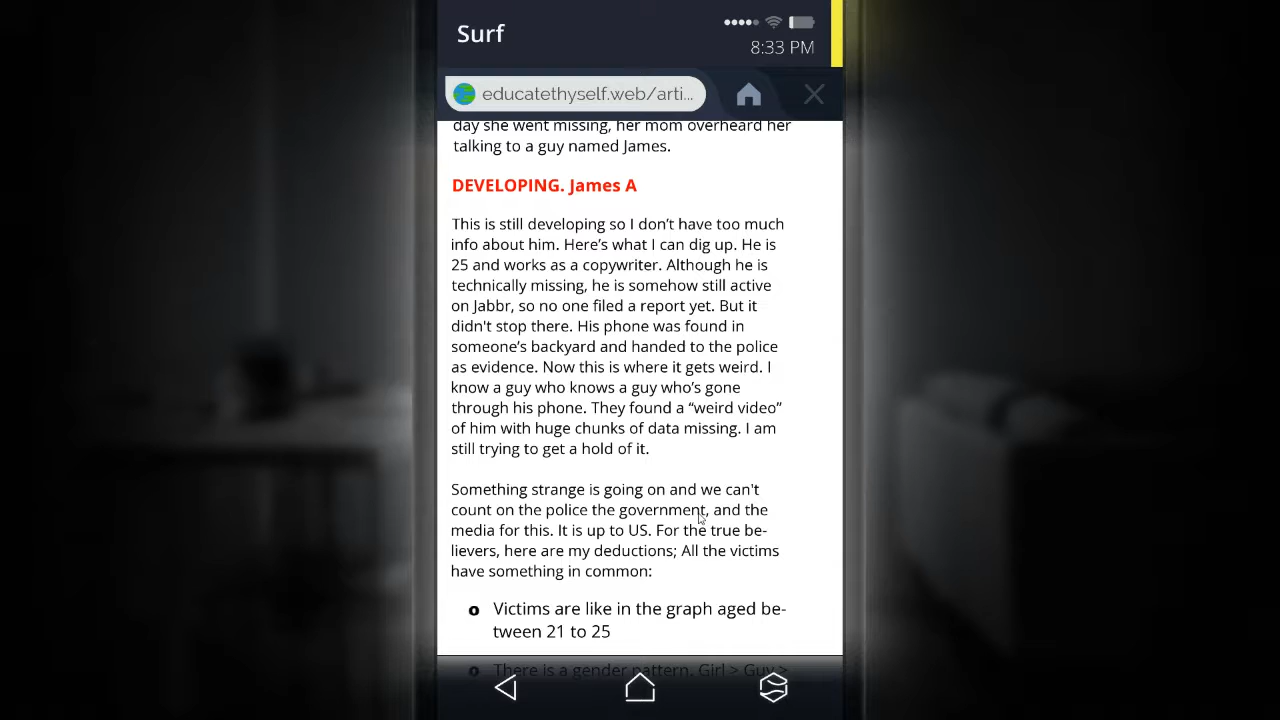 Surf
8:33 PM
educatethyself.web/arti...
day she went missing, her mom overheard her
talking to a guy named James.
DEVELOPING. James A
This is still developing so I don't have too much
info about him. Here's what I can dig up. He is
25 and works as a copywriter. Although he is
technically missing, he is somehow still active
on Jabbr, so no one filed a report yet. But it
didn't stop there. His phone was found in
someone's backyard and handed to the police
as evidence. Now this is where it gets weird. I
know a guy who knows a guy who's gone
through his phone. They found a “weird video”
of him with huge chunks of data missing. I am
still trying to get a hold of it.
Something strange is going on and we can't
count on the police the government, and the
media for this. It is up to US. For the true be-
lievers, here are my deductions; All the victims
have something in common:
o Victims are like in the graph aged be-
tween 21 to 25
o There is a gender pattern. Girl > Guy >